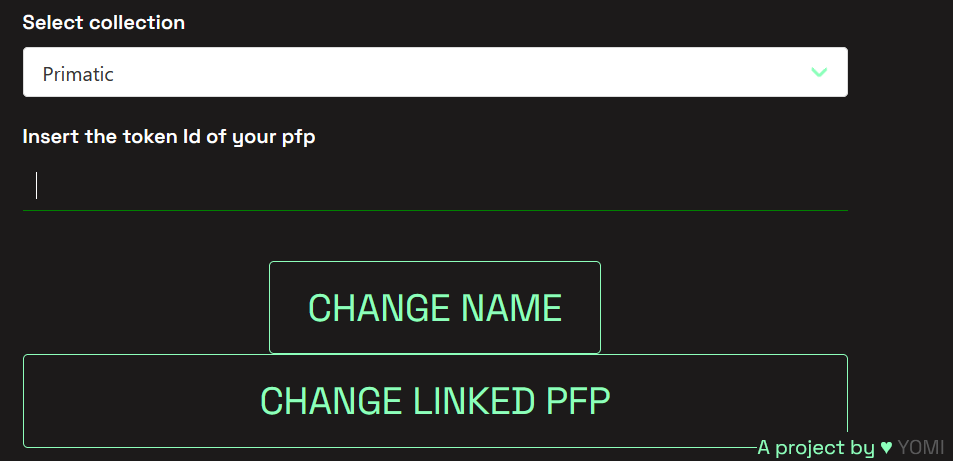 Select collection
Primatic
Insert the token Id of your pfp
CHANGE NAME
CHANGE LINKED PFP
A project by ♥ YOMI